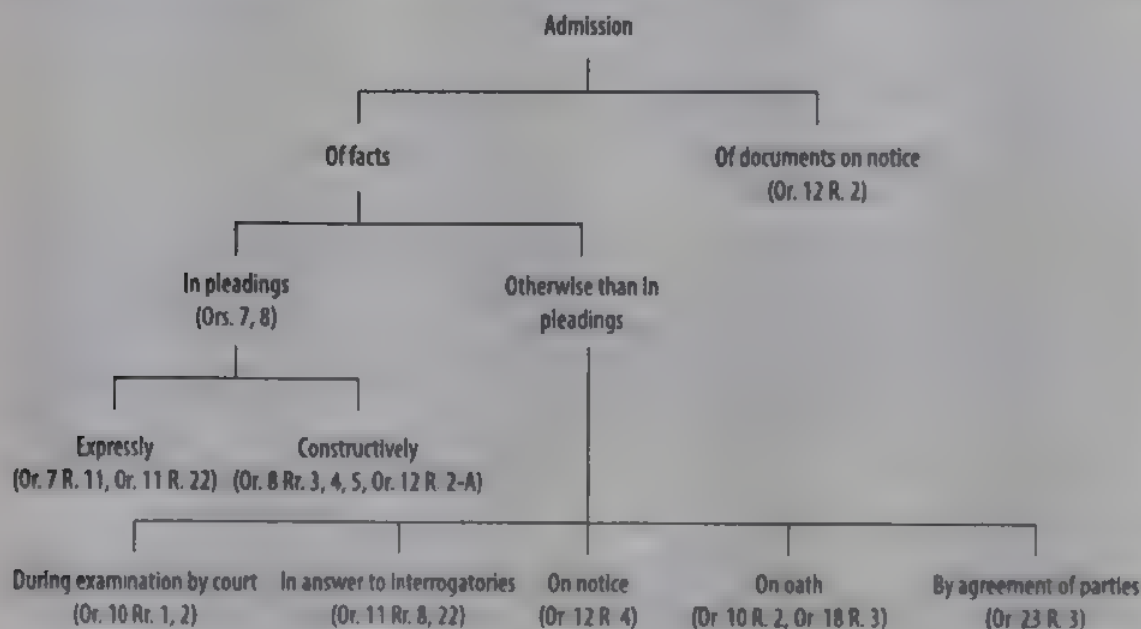 Admission
Of facts
Of documents on notice
(Or. 12 R. 2)
In pleadings
(Ors. 7, 8)
Otherwise than in
pleadings
Expressly
(Or. 7 R. 11, Or. 11 R. 22)
Constructively
(Or. 8 Rr. 3, 4, 5, Or. 12 R. 2-A)
During examination by court
(Or. 10 Rr. 1, 2)
In answer to interrogatories
(Or. 11 Rr. 8, 22)
On notice
(Or 12 R 4)
On oath
(Or 10 R. 2, Or 18 R. 3)
By agreement of parties
(Or 23 R. 3)